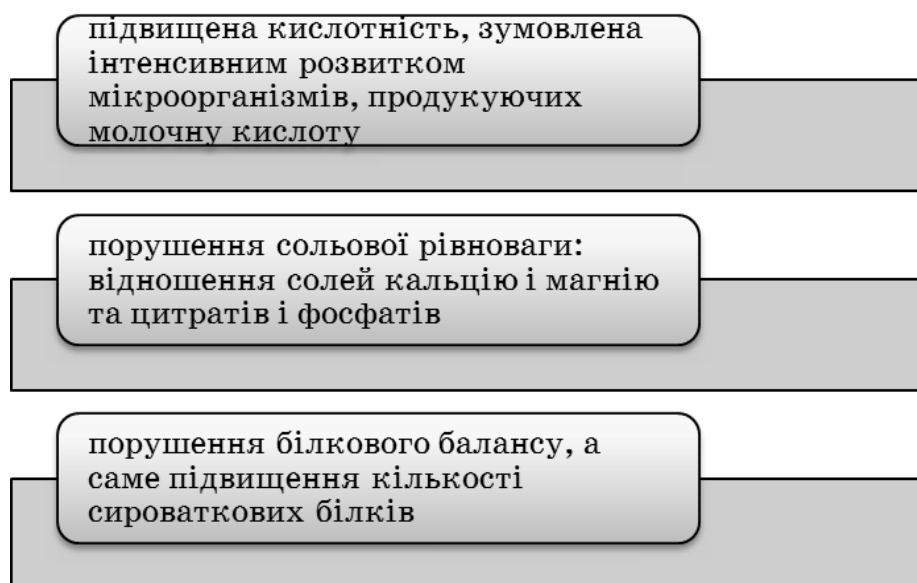 підвищена кислотність, зумовлена
інтенсивним розвитком
мікроорганізмів, продукуючих
молочну кислоту
порушення сольової рівноваги:
відношення солей кальцію і магнію
та цитратів і фосфатів
порушення білкового балансу, а
саме підвищення кількості
сироваткових білків